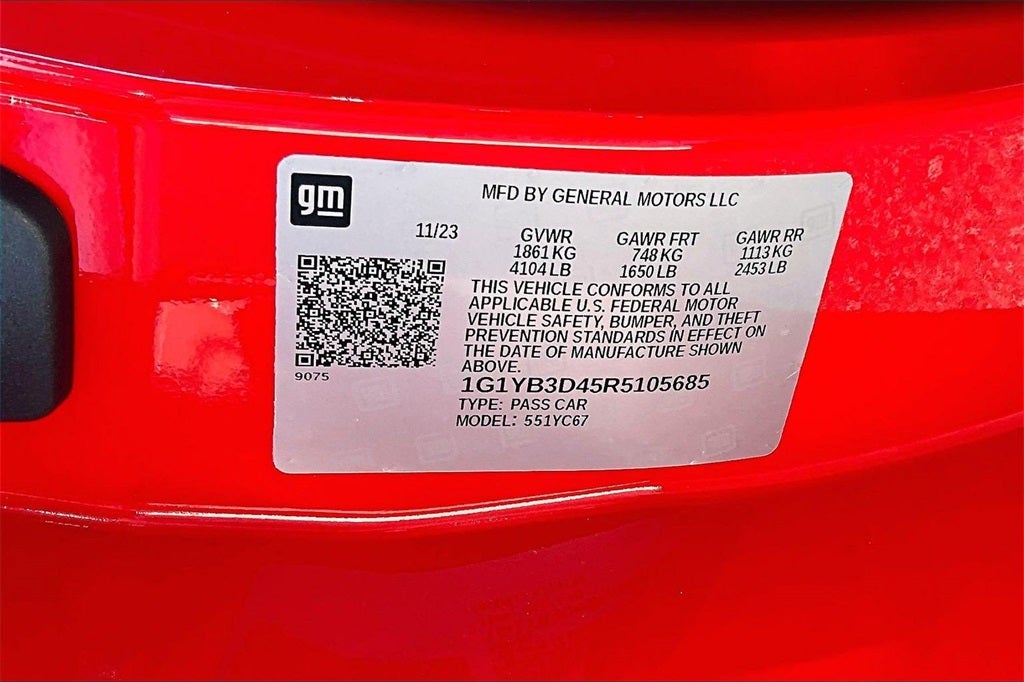 gm
MFD BY GENERAL MOTORS LLC
11/23 GVWR GAWR FRT GAWR RR
1861 KG 748 KG 1113 KG
4104 LB 1650 LB 2453 LB
THIS VEHICLE CONFORMS TO ALL
APPLICABLE U.S. FEDERAL MOTOR
VEHICLE SAFETY, BUMPER, AND THEFT
PREVENTION STANDARDS IN EFFECT ON
THE DATE OF MANUFACTURE SHOWN
ABOVE.
9075
1G1YB3D45R5105685
TYPE: PASS CAR
MODEL: 551YC67